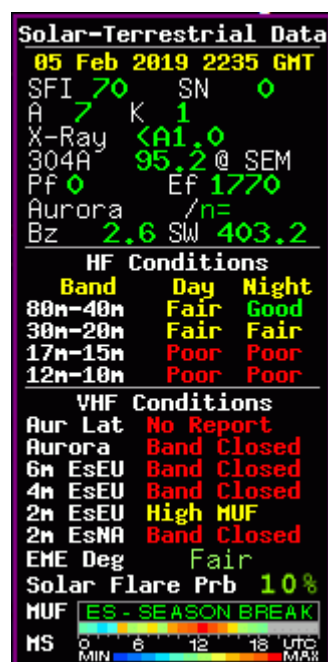 Solar-Terrestrial Data
05 Feb 2019 2235 GMT
SFI 70 SN 0
A 7 K 1
X-Ray <A1.0
304A 95.2 @ SEM
Pf 0 Ef 1770
Aurora /n=
Bz 2.6 SW 403.2
HF Conditions
Band Day Night
80m-40m Fair Good
30m-20m Fair Fair
17m-15m Poor Poor
12m-10m Poor Poor
VHF Conditions
Aur Lat No Report
Aurora Band Closed
6m EsEU Band Closed
4m EsEU Band Closed
2m EsEU High MUF
2m EsNA Band Closed
EME Deg Fair
Solar Flare Prb 10%
MUF ES - SEASON BREAK
MS 0 6 12 18 UTC
MIN MAX